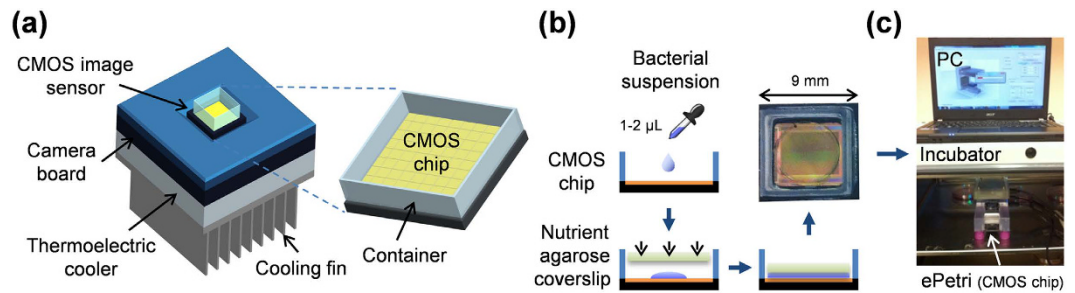 (a)
CMOS image
sensor
Camera
board
Thermoelectric
cooler
Cooling fin
CMOS
chip
Container
(b)
Bacterial
suspension
1-2 µL
CMOS
chip
Nutrient
agarose
coverslip
9 mm
(c)
PC
Incubator
ePetri (CMOS chip)